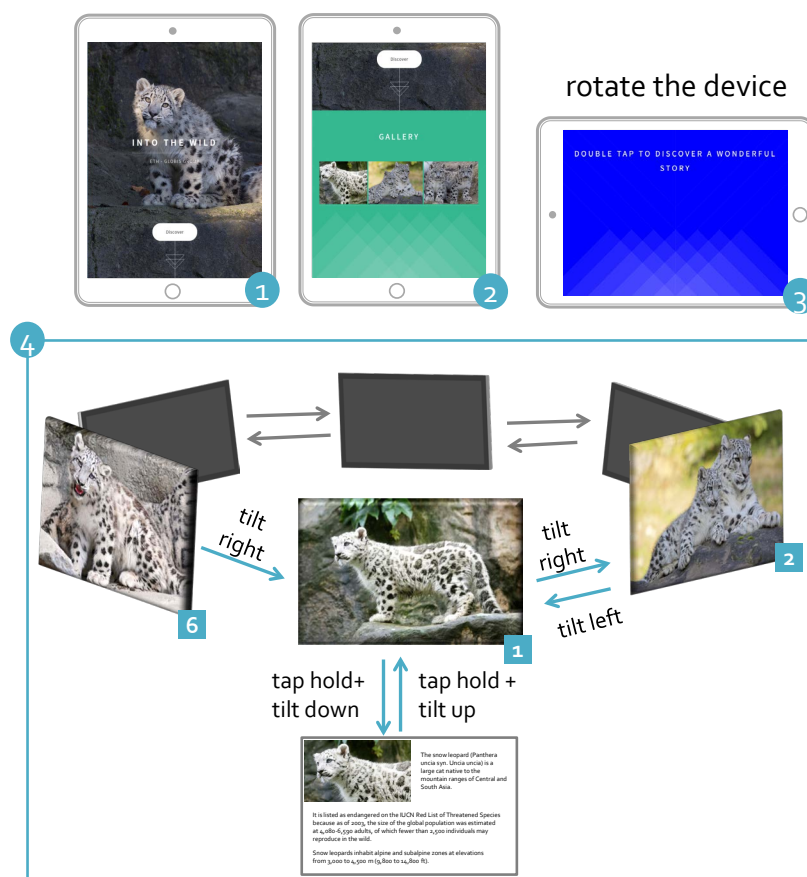 INTO THE WILD
Discover
1
Discover
GALLERY
2
rotate the device
DOUBLE TAP TO DISCOVER A WONDERFUL
STORY
3
4
tilt
right
6
1
tilt
right
tilt left
2
tap hold+
tilt down
tap hold +
tilt up
The snow leopard (Panthera
uncia syn. Uncia uncia) is a
large cat native to the
mountain ranges of Central and
South Asia.
It is listed as endangered on the IUCN Red List of Threatened Species
because as of 2003, the size of the global population was estimated
at 4,080-6,590 adults, of which fewer than 2,500 individuals may
reproduce in the wild.
Snow leopards inhabit alpine and subalpine zones at elevations
from 3,000 to 4,500 m (9,800 to 14,800 ft).